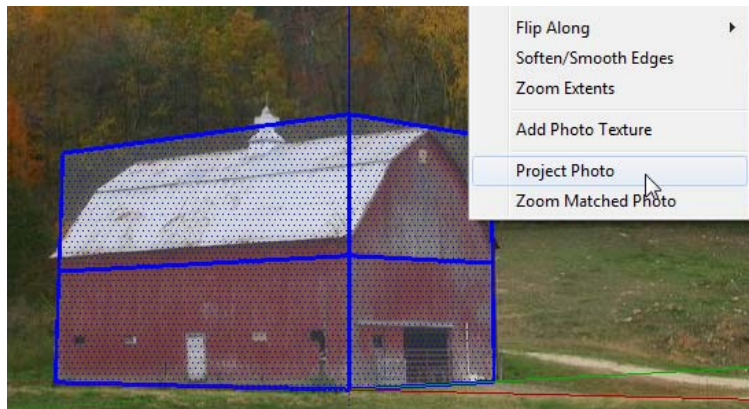 Flip Along
Soften/Smooth Edges
Zoom Extents
Add Photo Texture
Project Photo
Zoom Matched Photo